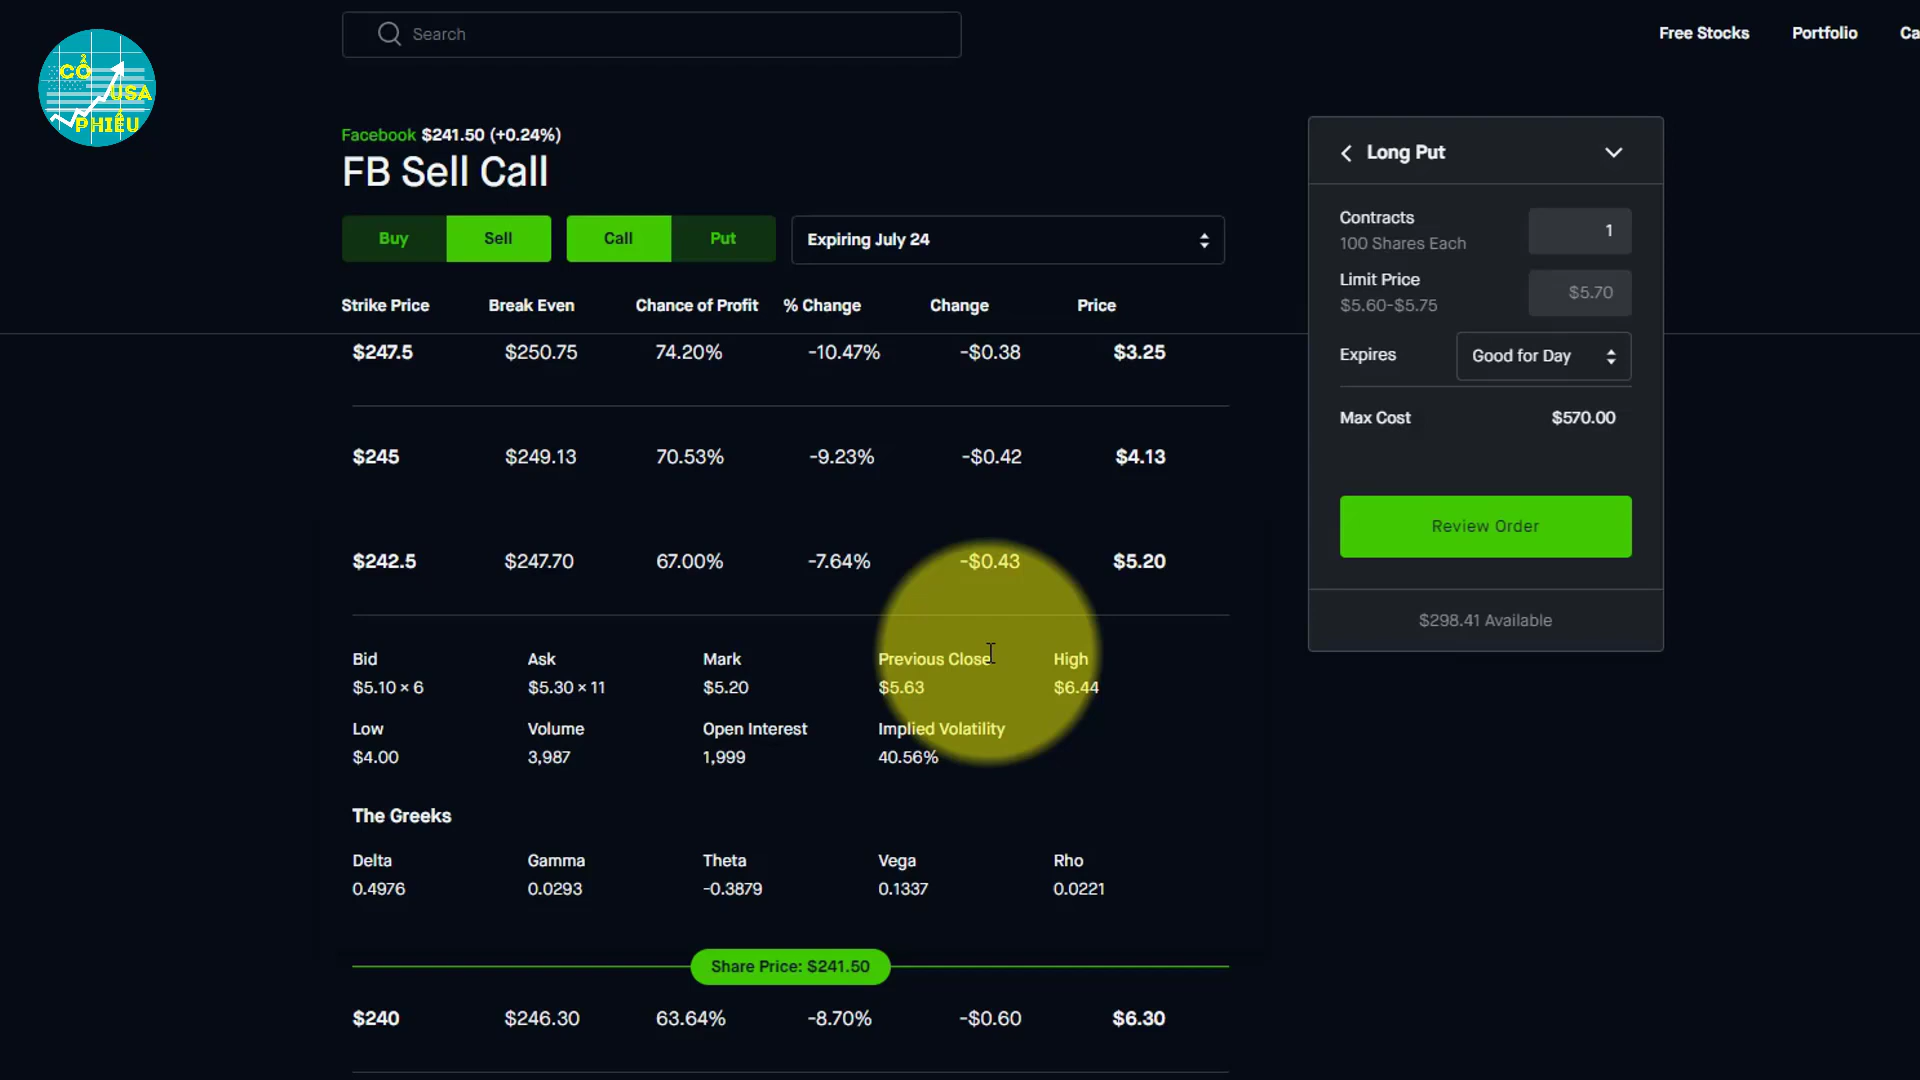 Search
Free Stocks
Portfolio
Ca
CỔ
USA
PHIẾU
Facebook $241.50 (+0.24%)
FB Sell Call
Buy
Sell
Call
Put
Expiring July 24
Strike Price Break Even Chance of Profit % Change Change Price
$247.5 $250.75 74.20% -10.47% -$0.38 $3.25
$245 $249.13 70.53% -9.23% -$0.42 $4.13
$242.5 $247.70 67.00% -7.64% -$0.43 $5.20
Bid Ask Mark Previous Close High
$5.10 × 6 $5.30 × 11 $5.20 $5.63 $6.44
Low Volume Open Interest Implied Volatility
$4.00 3,987 1,999 40.56%
The Greeks
Delta Gamma Theta Vega Rho
0.4976 0.0293 -0.3879 0.1337 0.0221
Share Price: $241.50
$240 $246.30 63.64% -8.70% -$0.60 $6.30
Long Put
Contracts
100 Shares Each
1
Limit Price
$5.60-$5.75
$5.70
Expires
Good for Day
Max Cost $570.00
Review Order
$298.41 Available